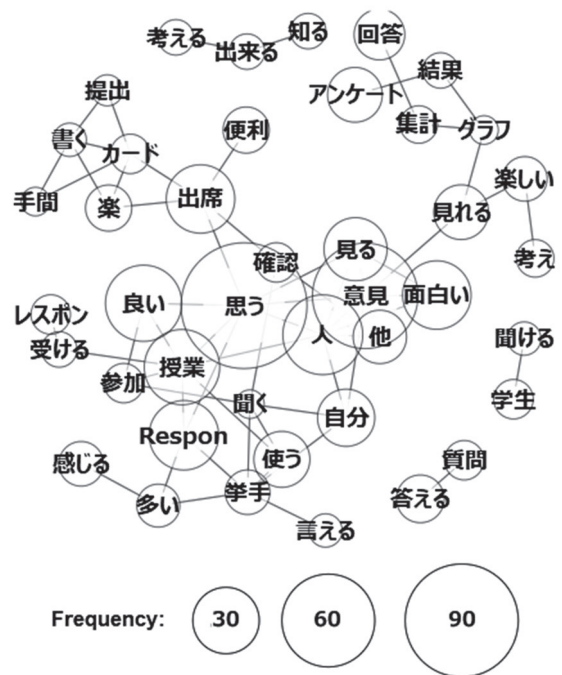 考える
出来る
知る
回答
結果
アンケート
集計
グラフ
提出
書く
カード
便利
手間
楽
出席
楽しい
見れる
考え
確認
見る
良い
思う
意見
面白い
レスポン
受ける
人
他
聞ける
授業
参加
聞く
自分
学生
Respon
感じる
使う
質問
多い
挙手
答える
言える
Frequency: 30 60 90